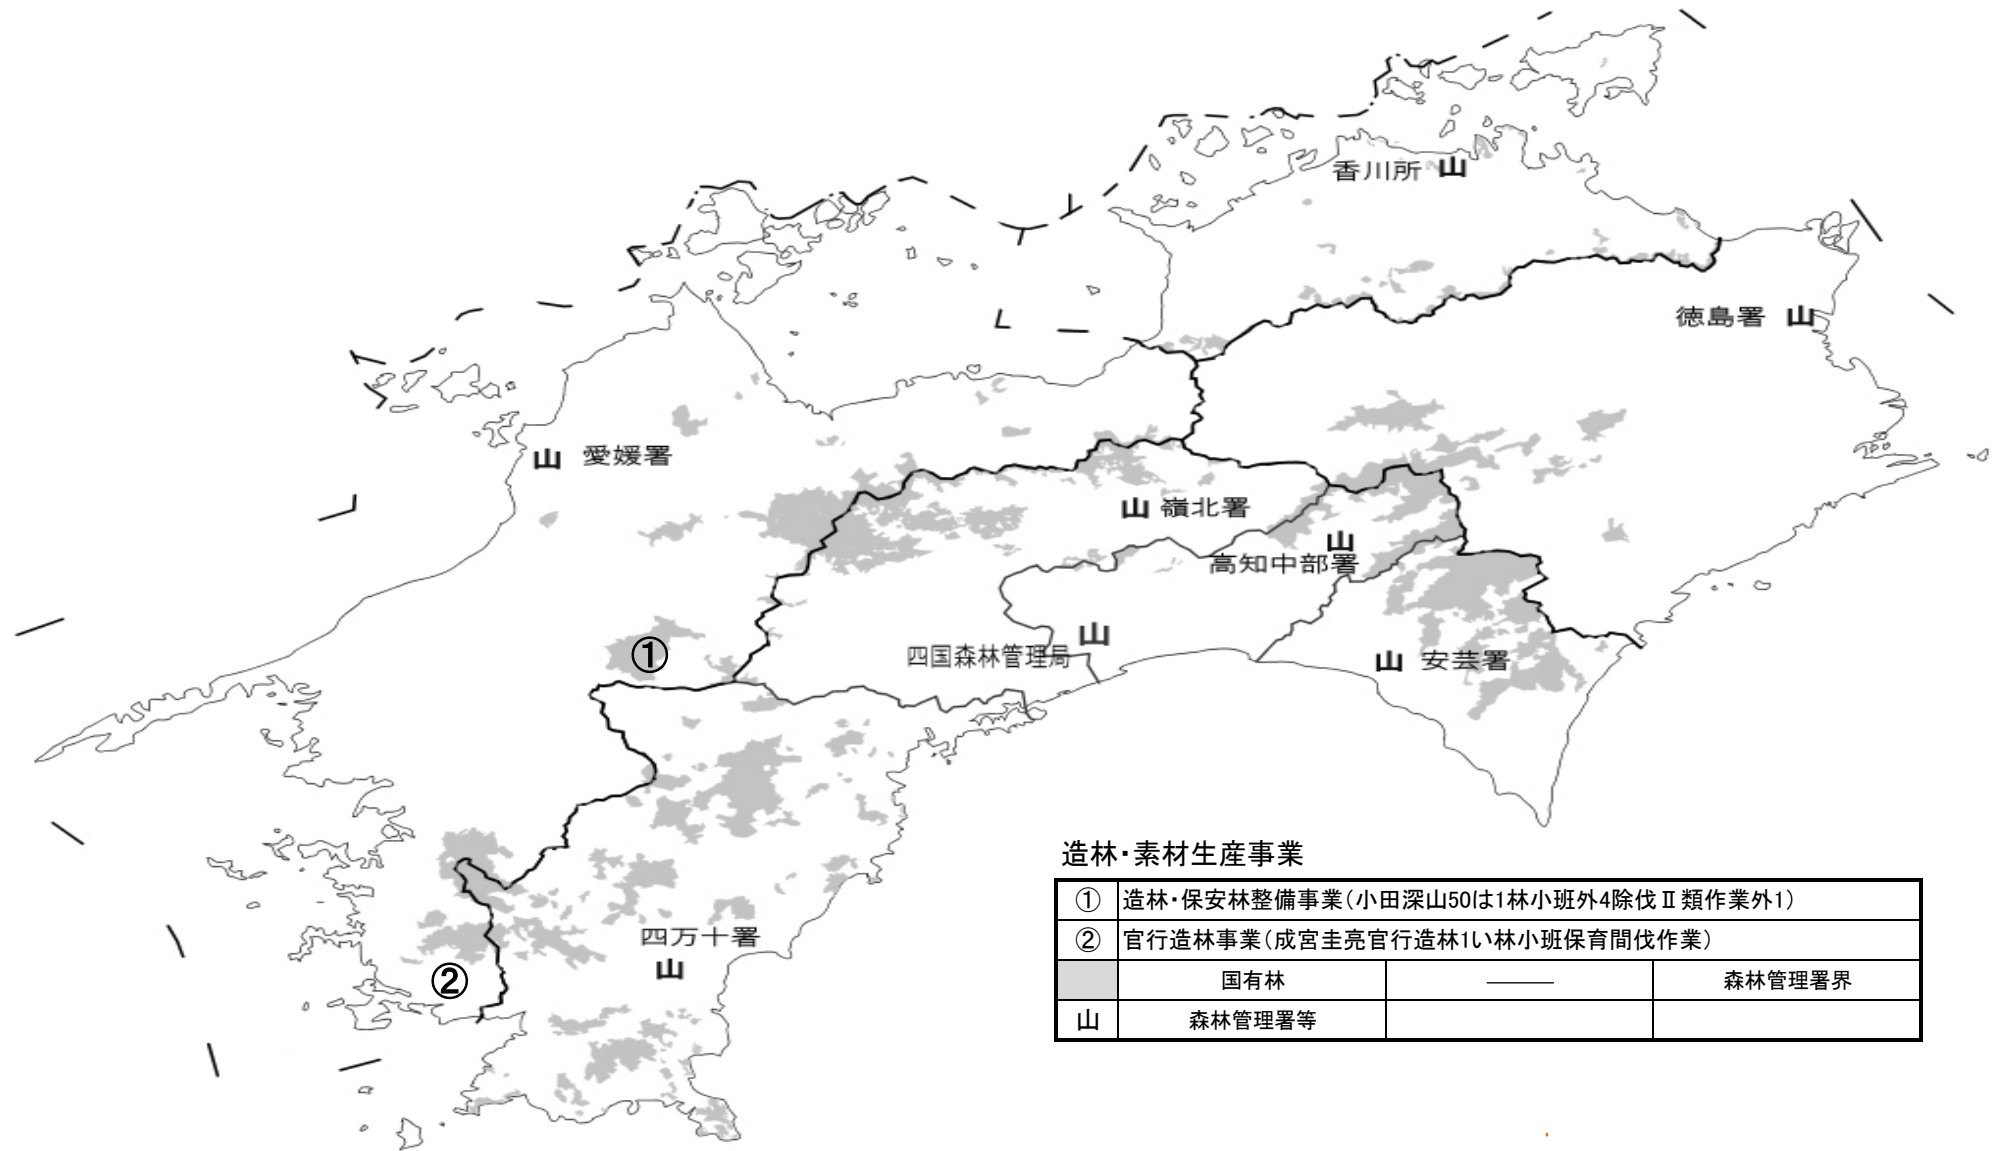 香川所 山
徳島署 山
山 愛媛署
山 嶺北署
山
高知中部署
①
山
四国森林管理局
山 安芸署
四万十署
山
②
造林・素材生産事業
① 造林・保安林整備事業（小田深山50は1林小班外4除伐Ⅱ類作業外1）
② 官行造林事業（成宮圭亮官行造林1い林小班保育間伐作業）
国有林 ——— 森林管理署界
山 森林管理署等